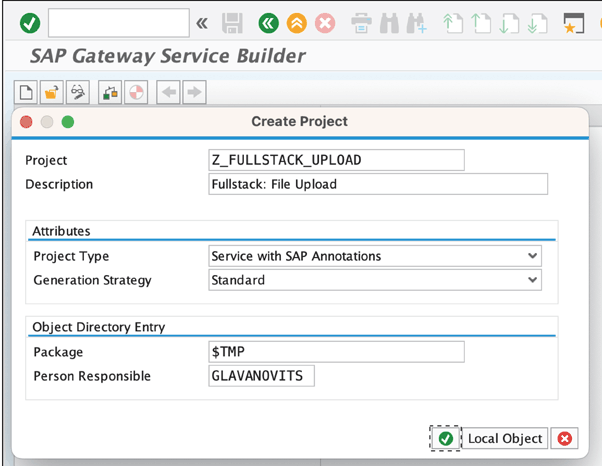 SAP Gateway Service Builder
Create Project
Project Z_FULLSTACK_UPLOAD
Description Fullstack: File Upload
Attributes
Project Type Service with SAP Annotations
Generation Strategy Standard
Object Directory Entry
Package $TMP
Person Responsible GLAVANOVITS
Local Object